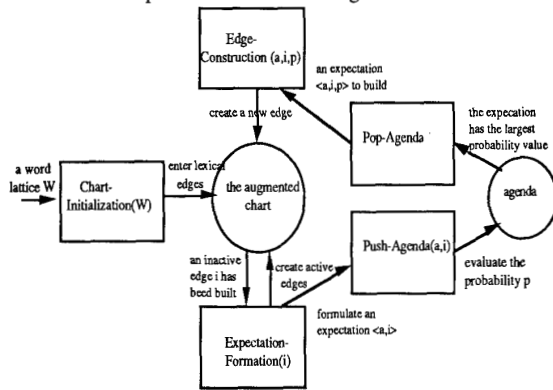 Edge-
Construction (a,i,p)
an expectation
<a,i,p> to build
create a new edge
the expecation
has the largest
probability value
Pop-Agenda
a word
lattice W
enter lexical
edges
Chart-
Initialization(W)
the augmented
chart
agenda
Push-Agenda(a,i)
an inactive
edge i has
beed built
create active
edges
evaluate the
probability p
formulate an
expectation <a,i>
Expectation-
Formation(i)